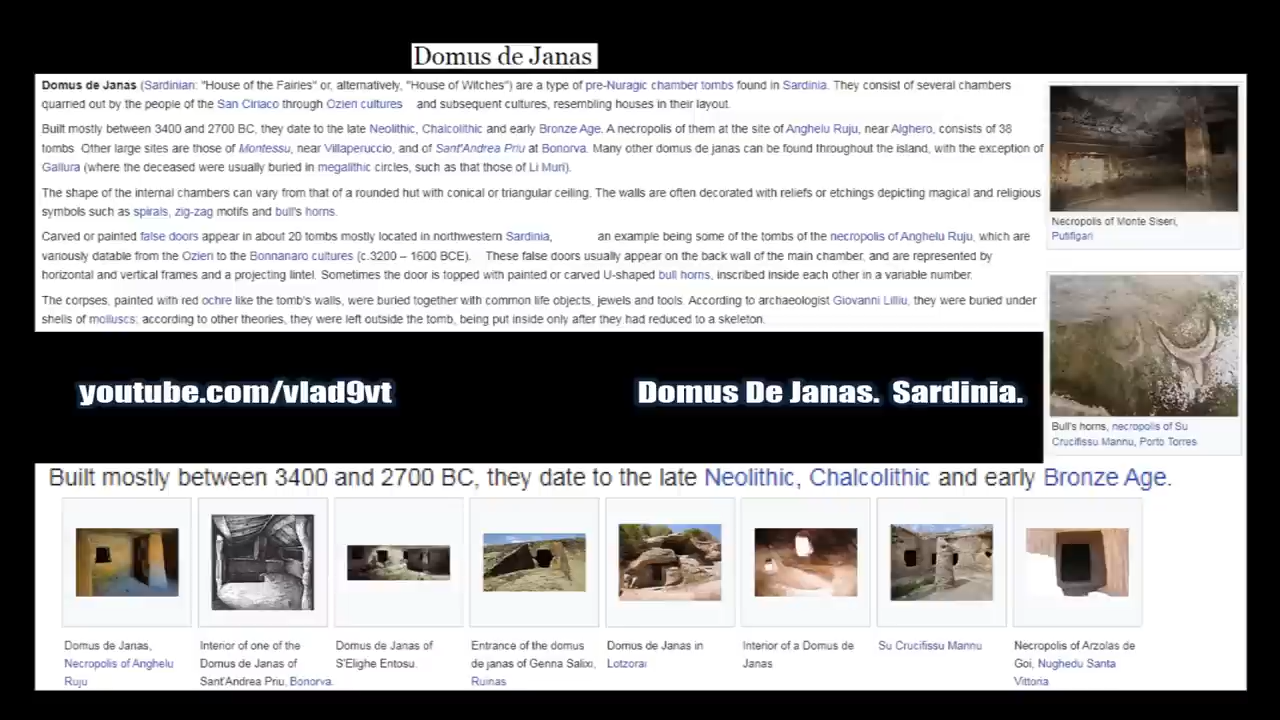 Domus de Janas
Domus de Janas (Sardinian: "House of the Fairies" or, alternatively, "House of Witches") are a type of pre-Nuragic chamber tombs found in Sardinia. They consist of several chambers
quarried out by the people of the San Ciriaco through Ozieri cultures and subsequent cultures, resembling houses in their layout.
Built mostly between 3400 and 2700 BC, they date to the late Neolithic, Chalcolithic and early Bronze Age. A necropolis of them at the site of Anghelu Ruju, near Alghero, consists of 38
tombs. Other large sites are those of Montessu, near Villaperuccio, and of Sant'Andrea Priu at Bonorva. Many other domus de janas can be found throughout the island, with the exception of
Gallura (where the deceased were usually buried in megalithic circles, such as that those of Li Muri).
The shape of the internal chambers can vary from that of a rounded hut with conical or triangular ceiling. The walls are often decorated with reliefs or etchings depicting magical and religious
symbols such as spirals, zig-zag motifs and bull's horns.
Carved or painted false doors appear in about 20 tombs mostly located in northwestern Sardinia, an example being some of the tombs of the necropolis of Anghelu Ruju, which are
variously datable from the Ozieri to the Bonnanaro cultures (c.3200 – 1600 BCE). These false doors usually appear on the back wall of the main chamber, and are represented by
horizontal and vertical frames and a projecting lintel. Sometimes the door is topped with painted or carved U-shaped bull horns, inscribed inside each other in a variable number.
The corpses, painted with red ochre like the tomb's walls, were buried together with common life objects, jewels and tools. According to archaeologist Giovanni Lilliu, they were buried under
shells of molluscs; according to other theories, they were left outside the tomb, being put inside only after they had reduced to a skeleton.
Necropolis of Monte Siseri,
Putifigari
Bull's horns, necropolis of Su
Crucifissu Mannu, Porto Torres
youtube.com/vlad9vt
Domus De Janas. Sardinia.
Built mostly between 3400 and 2700 BC, they date to the late Neolithic, Chalcolithic and early Bronze Age.
Domus de Janas,
Necropolis of Anghelu
Ruju
Interior of one of the
Domus de Janas of
Sant'Andrea Priu, Bonorva.
Domus de Janas of
S'Elighe Entosu.
Entrance of the domus
de janas of Genna Salixi,
Ruinas
Domus de Janas in
Lotzorai
Interior of a Domus de
Janas
Su Crucifissu Mannu
Necropolis of Arzolas de
Goi, Nughedu Santa
Vittoria